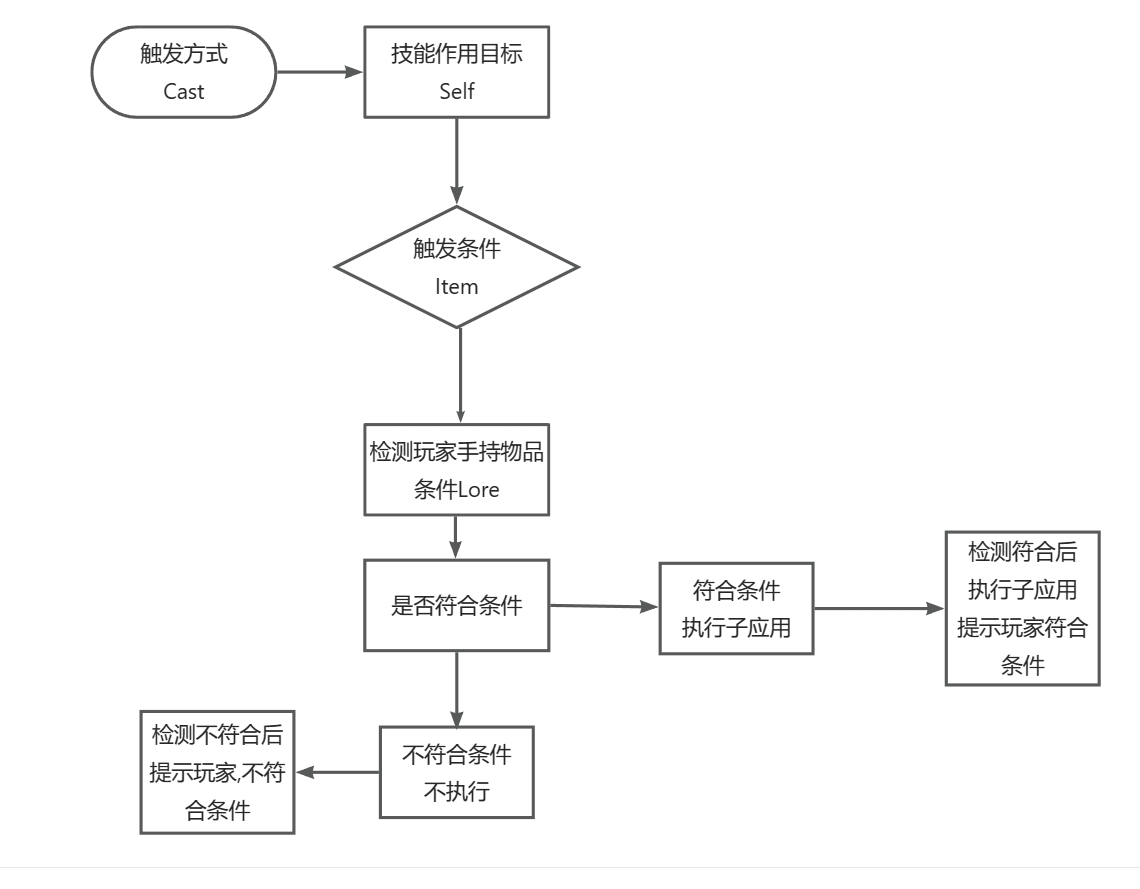 触发方式
Cast
技能作用目标
Self
触发条件
Item
检测玩家手持物品
条件Lore
是否符合条件
符合条件
执行子应用
检测符合后
执行子应用
提示玩家符合
条件
不符合条件
不执行
检测不符合后
提示玩家,不符
合条件